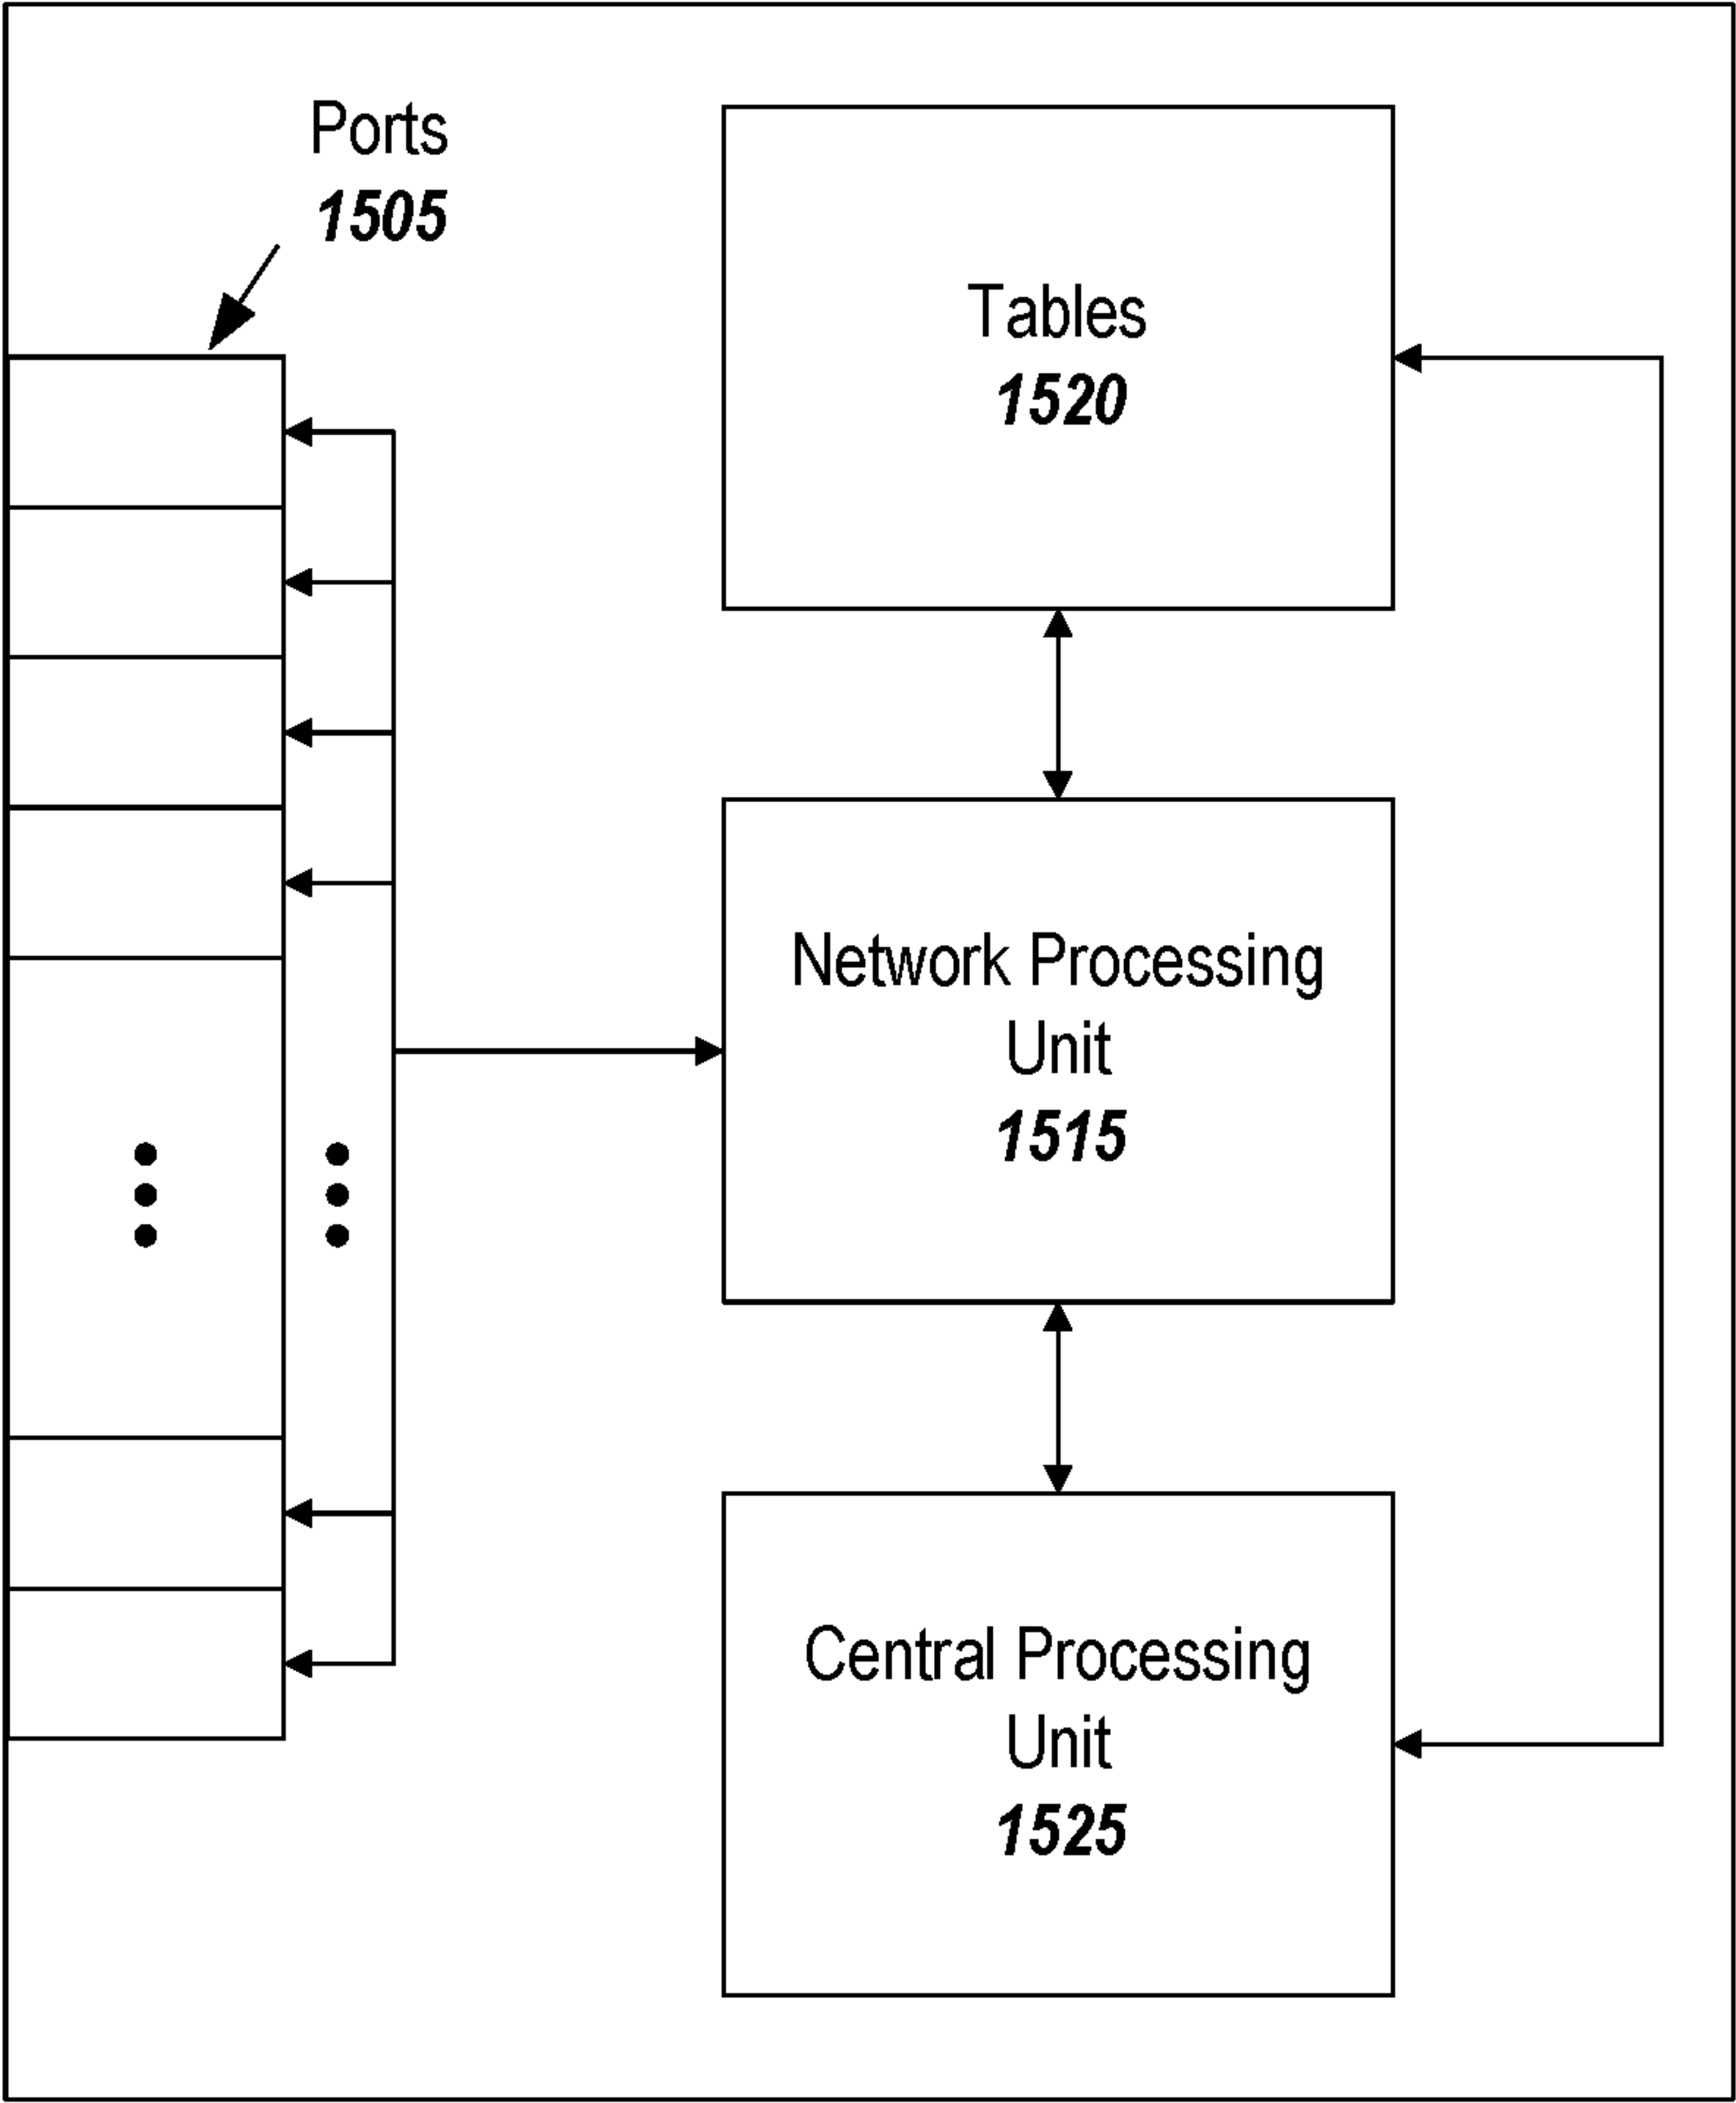 Ports
1505
Tables
1520
Network Processing
Unit
1515
Central Processing
Unit
1525